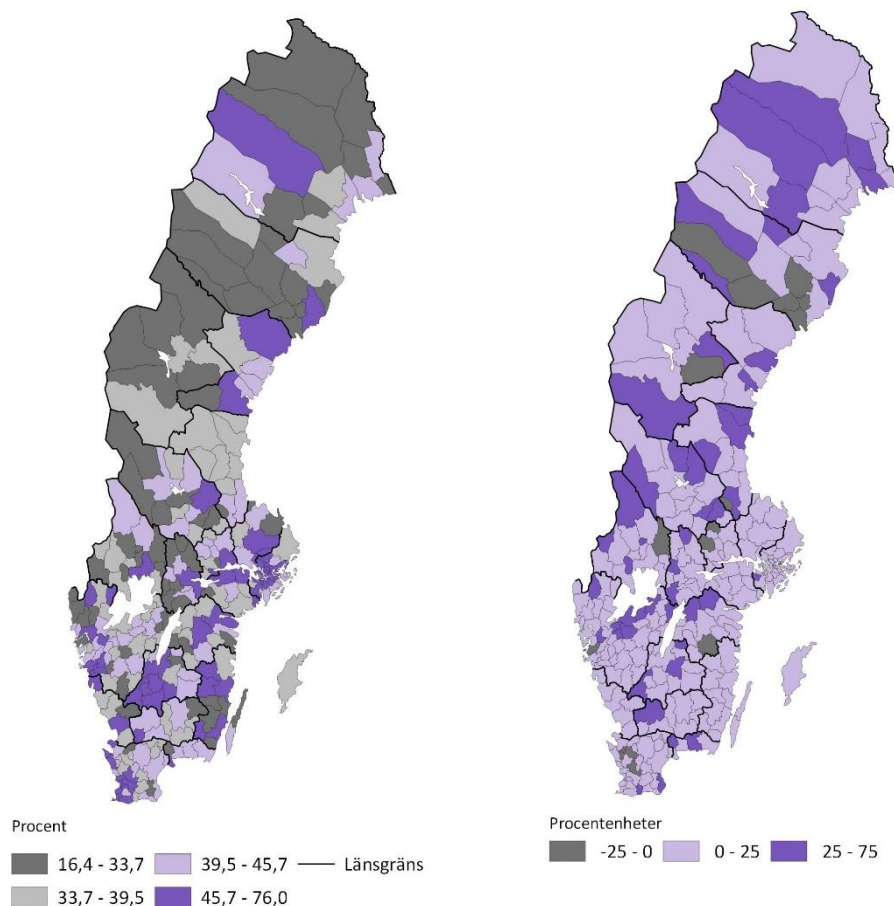 Procent
16,4 - 33,7
39,5 - 45,7
Länsgräns
33,7 - 39,5
45,7 - 76,0
Procentenheter
-25 - 0
0 - 25
25 - 75